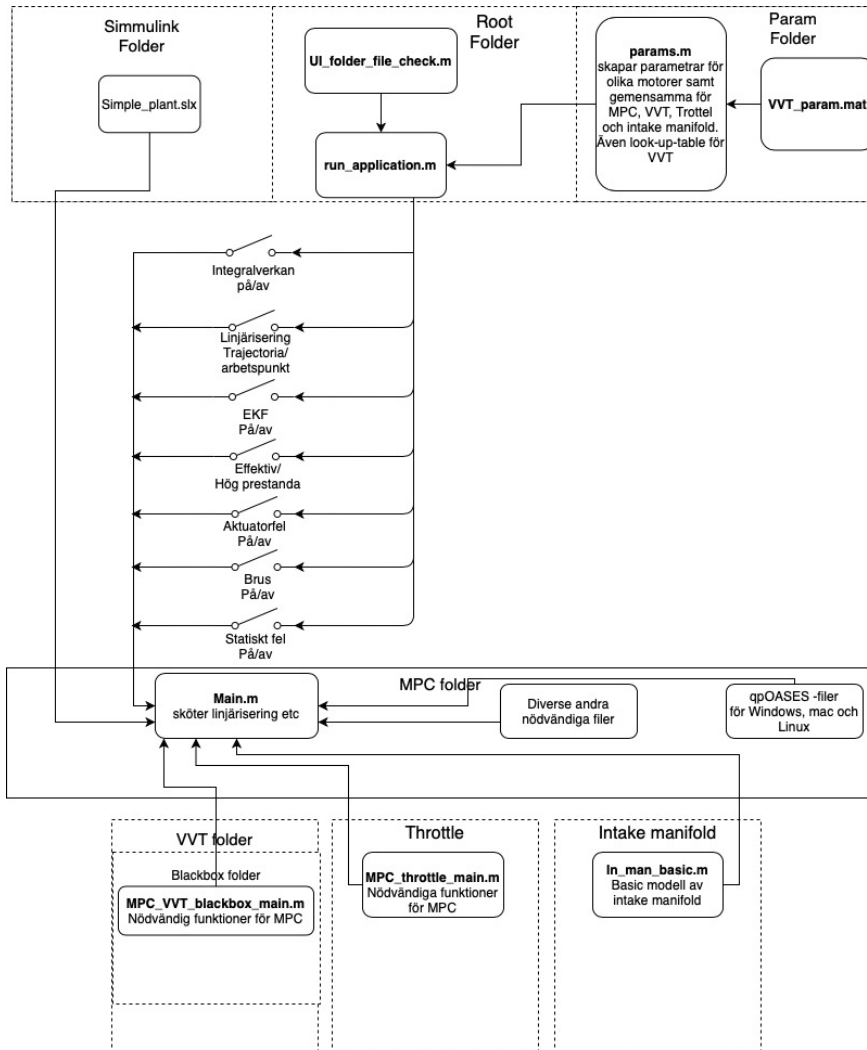 Simmulink
Folder
Simple_plant.slx
Root
Folder
UI_folder_file_check.m
run_application.m
Param
Folder
params.m
skapar parametrar för
olika motorer samt
gemensamma för
MPC, VVT, Trottel
och intake manifold.
Även look-up-table för
VVT
VVT_param.mat
Integralverkan
på/av
Linjärisering
Trajectoria/
arbetspunkt
EKF
På/av
Effektiv/
Hög prestanda
Aktuatorfel
På/av
Brus
På/av
Statiskt fel
På/av
MPC folder
Main.m
sköter linjärisering etc
Diverse andra
nödvändiga filer
qpOASES -filer
för Windows, mac och
Linux
VVT folder
Blackbox folder
MPC_VVT_blackbox_main.m
Nödvändig funktioner för MPC
Throttle
MPC_throttle_main.m
Nödvändiga funktioner
för MPC
Intake manifold
In_man_basic.m
Basic modell av
intake manifold